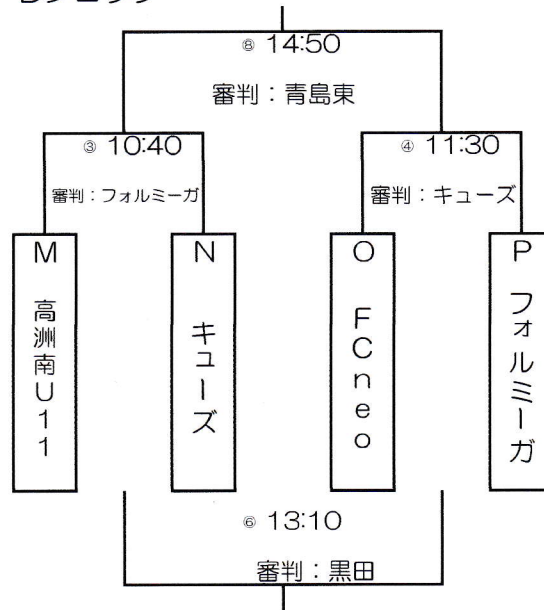 ⑧ 14:50
審判：青島東
③ 10:40
④ 11:30
審判：フォルミーガ
審判：キューズ
M 高洲南U11
N キューズ
O FCneo
P フォルミーガ
⑥ 13:10
審判：黒田